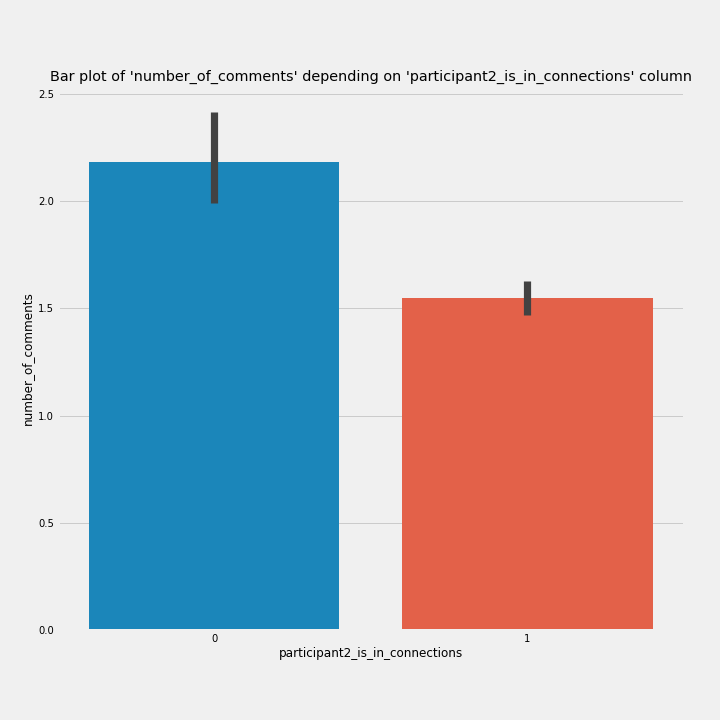 Bar plot of 'number_of_comments' depending on 'participant2_is_in_connections' column
2.5
2.0
1.5
1.0
0.5
0.0
number_of_comments
0 1
participant2_is_in_connections